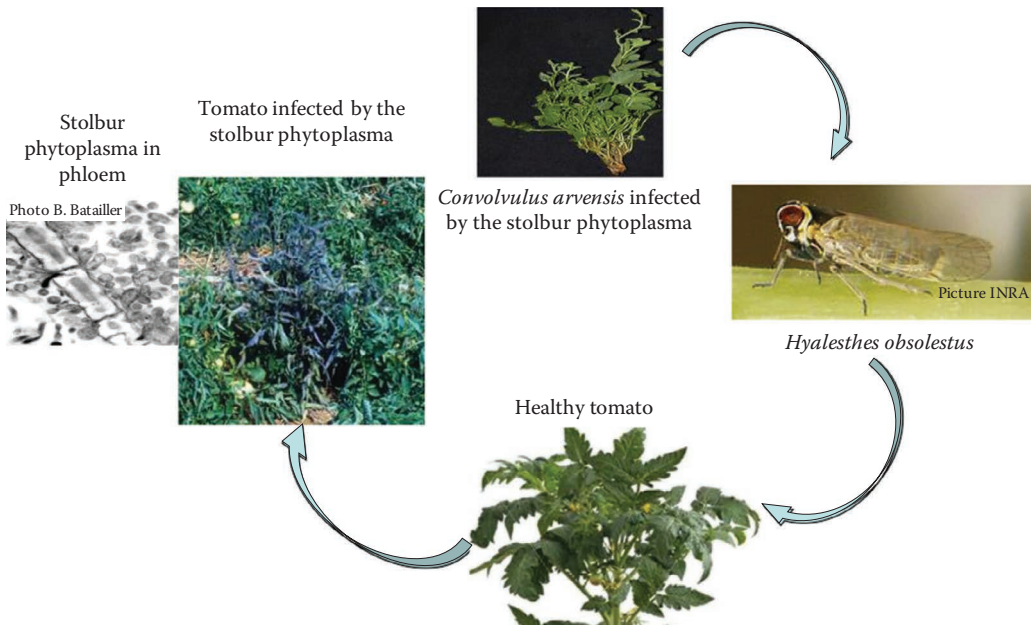 Stolbur
phytoplasma in
phloem
Photo B. Batailler
Tomato infected by the
stolbur phytoplasma
Convolvulus arvensis infected
by the stolbur phytoplasma
Picture INRA
Hyalesthes obsolestus
Healthy tomato